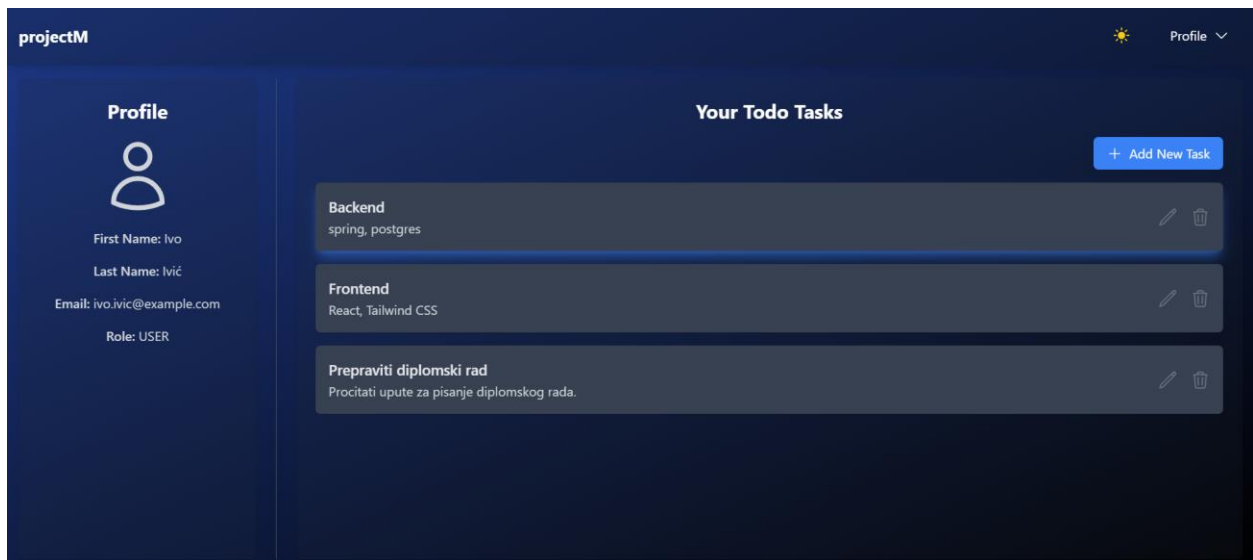 projectM
Profile
Profile
First Name: Ivo
Last Name: Ivić
Email: ivo.ivic@example.com
Role: USER
Your Todo Tasks
+ Add New Task
Backend
spring, postgres
Frontend
React, Tailwind CSS
Prepraviti diplomski rad
Procitati upute za pisanje diplomskog rada.